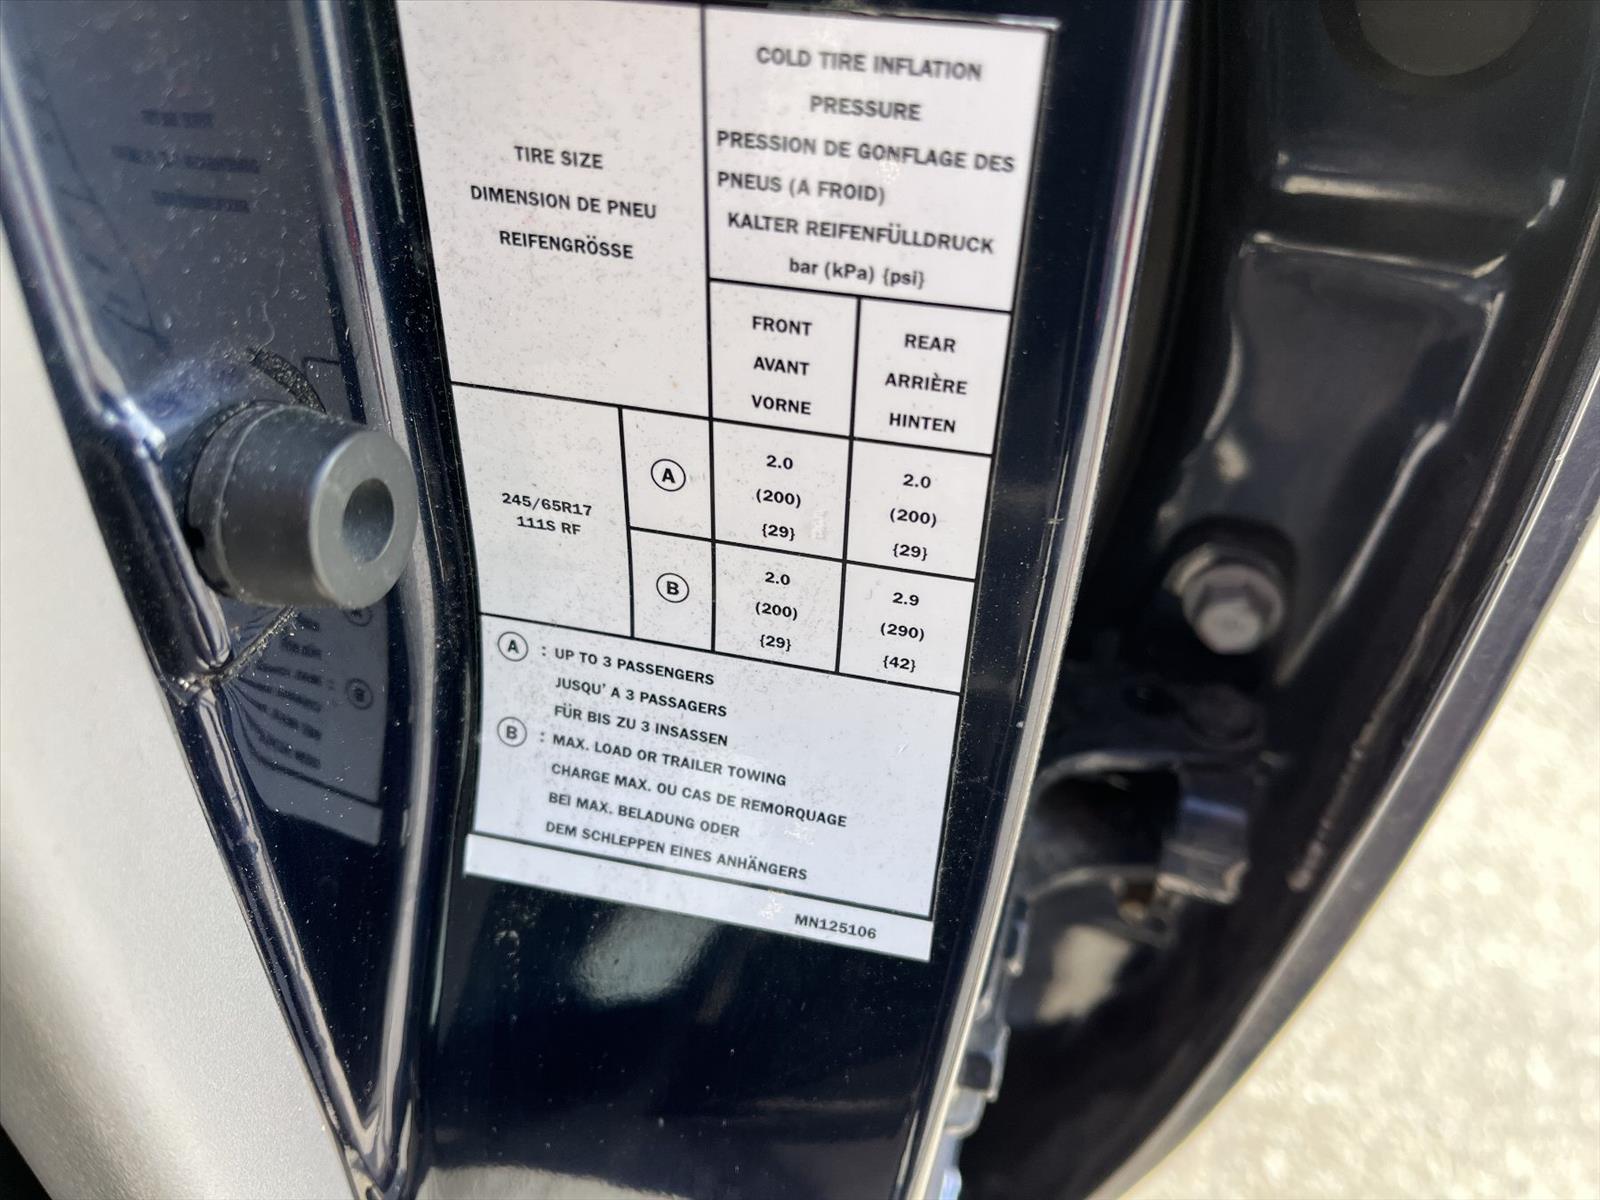 TIRE SIZE
DIMENSION DE PNEU
REIFENGRÖSSE
COLD TIRE INFLATION
PRESSURE
PRESSION DE GONFLAGE DES
PNEUS (A FROID)
KALTER REIFENFÜLLDRUCK
bar (kPa) {psi}
FRONT
AVANT
VORNE
REAR
ARRIÈRE
HINTEN
245/65R17
111S RF
A
2.0
(200)
{29}
2.0
(200)
{29}
B
2.0
(200)
{29}
2.9
(290)
{42}
A : UP TO 3 PASSENGERS
JUSQU' A 3 PASSAGERS
FÜR BIS ZU 3 INSASSEN
B : MAX. LOAD OR TRAILER TOWING
CHARGE MAX. OU CAS DE REMORQUAGE
BEI MAX. BELADUNG ODER
DEM SCHLEPPEN EINES ANHÄNGERS
MN125106